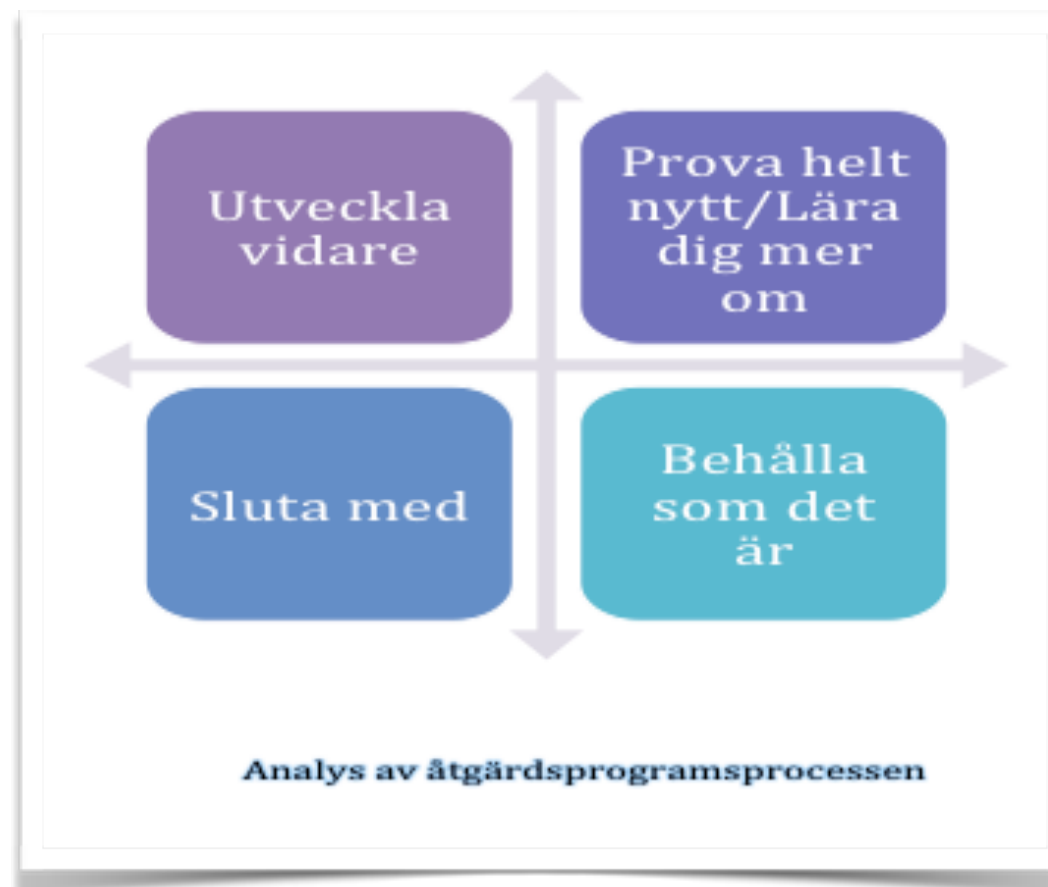 Utveckla
vidare
Prova helt
nytt/Lära
dig mer
om
Sluta med
Behålla
som det
är
Analys av åtgärdsprogramsprocessen